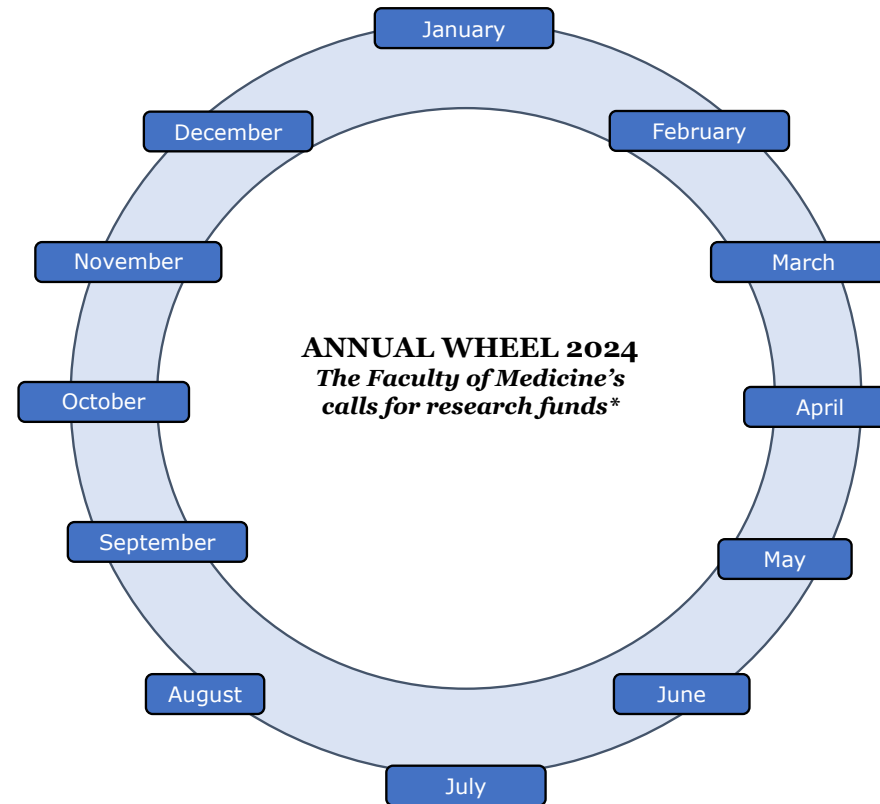 January
December
February
November
March
ANNUAL WHEEL 2024
The Faculty of Medicine’s
calls for research funds*
October
April
September
May
August
June
July